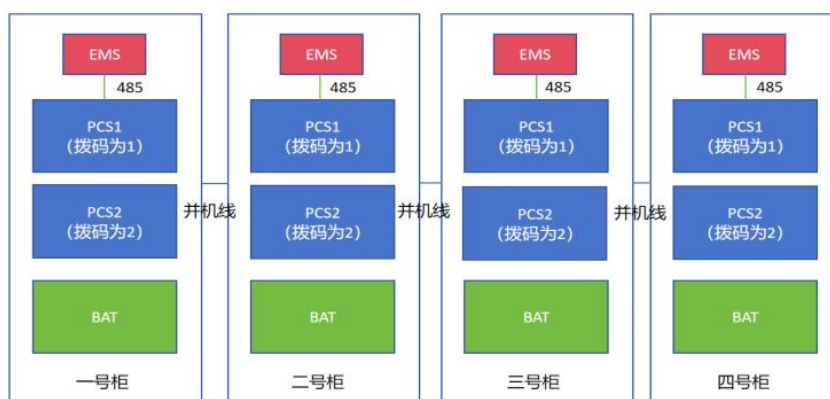 EMS
485
PCS1
(拨码为1)
PCS2
(拨码为2)
BAT
一号柜
并机线
EMS
485
PCS1
(拨码为1)
PCS2
(拨码为2)
BAT
二号柜
并机线
EMS
485
PCS1
(拨码为1)
PCS2
(拨码为2)
BAT
三号柜
并机线
EMS
485
PCS1
(拨码为1)
PCS2
(拨码为2)
BAT
四号柜